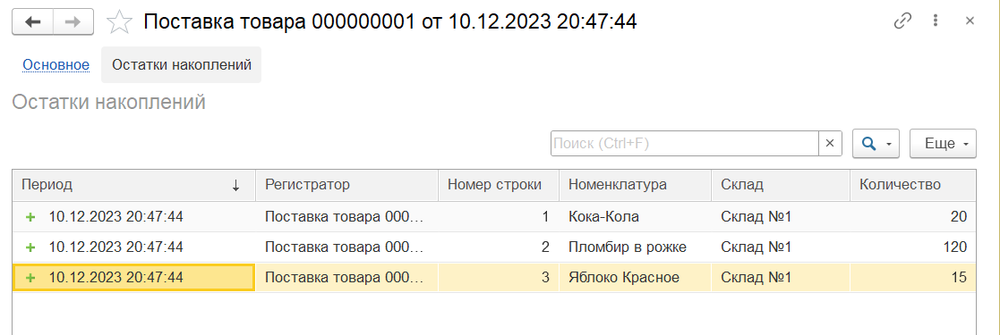 Поставка товара 000000001 от 10.12.2023 20:47:44
Основное Остатки накоплений
Остатки накоплений
Поиск (Ctrl+F) × Еще
Период ↓ Регистратор Номер строки Номенклатура Склад Количество
+ 10.12.2023 20:47:44 Поставка товара 000... 1 Кока-Кола Склад №1 20
+ 10.12.2023 20:47:44 Поставка товара 000... 2 Пломбир в рожке Склад №1 120
+ 10.12.2023 20:47:44 Поставка товара 000... 3 Яблоко Красное Склад №1 15